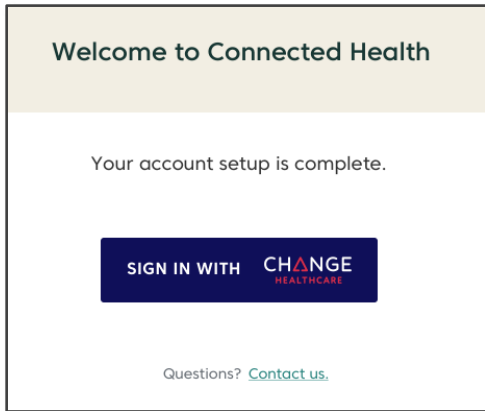 Welcome to Connected Health
Your account setup is complete.
SIGN IN WITH CHANGE
HEALTHCARE
Questions? Contact us.